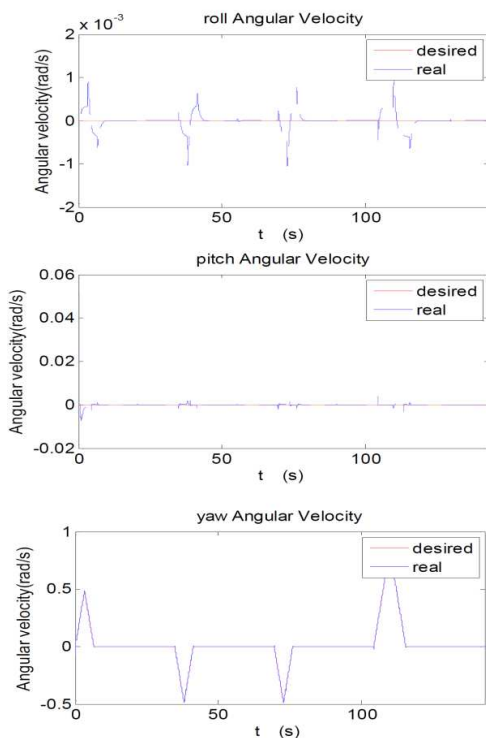 x 10-3
roll Angular Velocity
2
1
0
-1
-2
0
50
100
Angular velocity(rad/s)
t (s)
desired
real
pitch Angular Velocity
0.06
0.04
0.02
0
-0.02
0
50
100
Angular velocity(rad/s)
t (s)
desired
real
yaw Angular Velocity
1
0.5
0
-0.5
0
50
100
Angular velocity(rad/s)
t (s)
desired
real